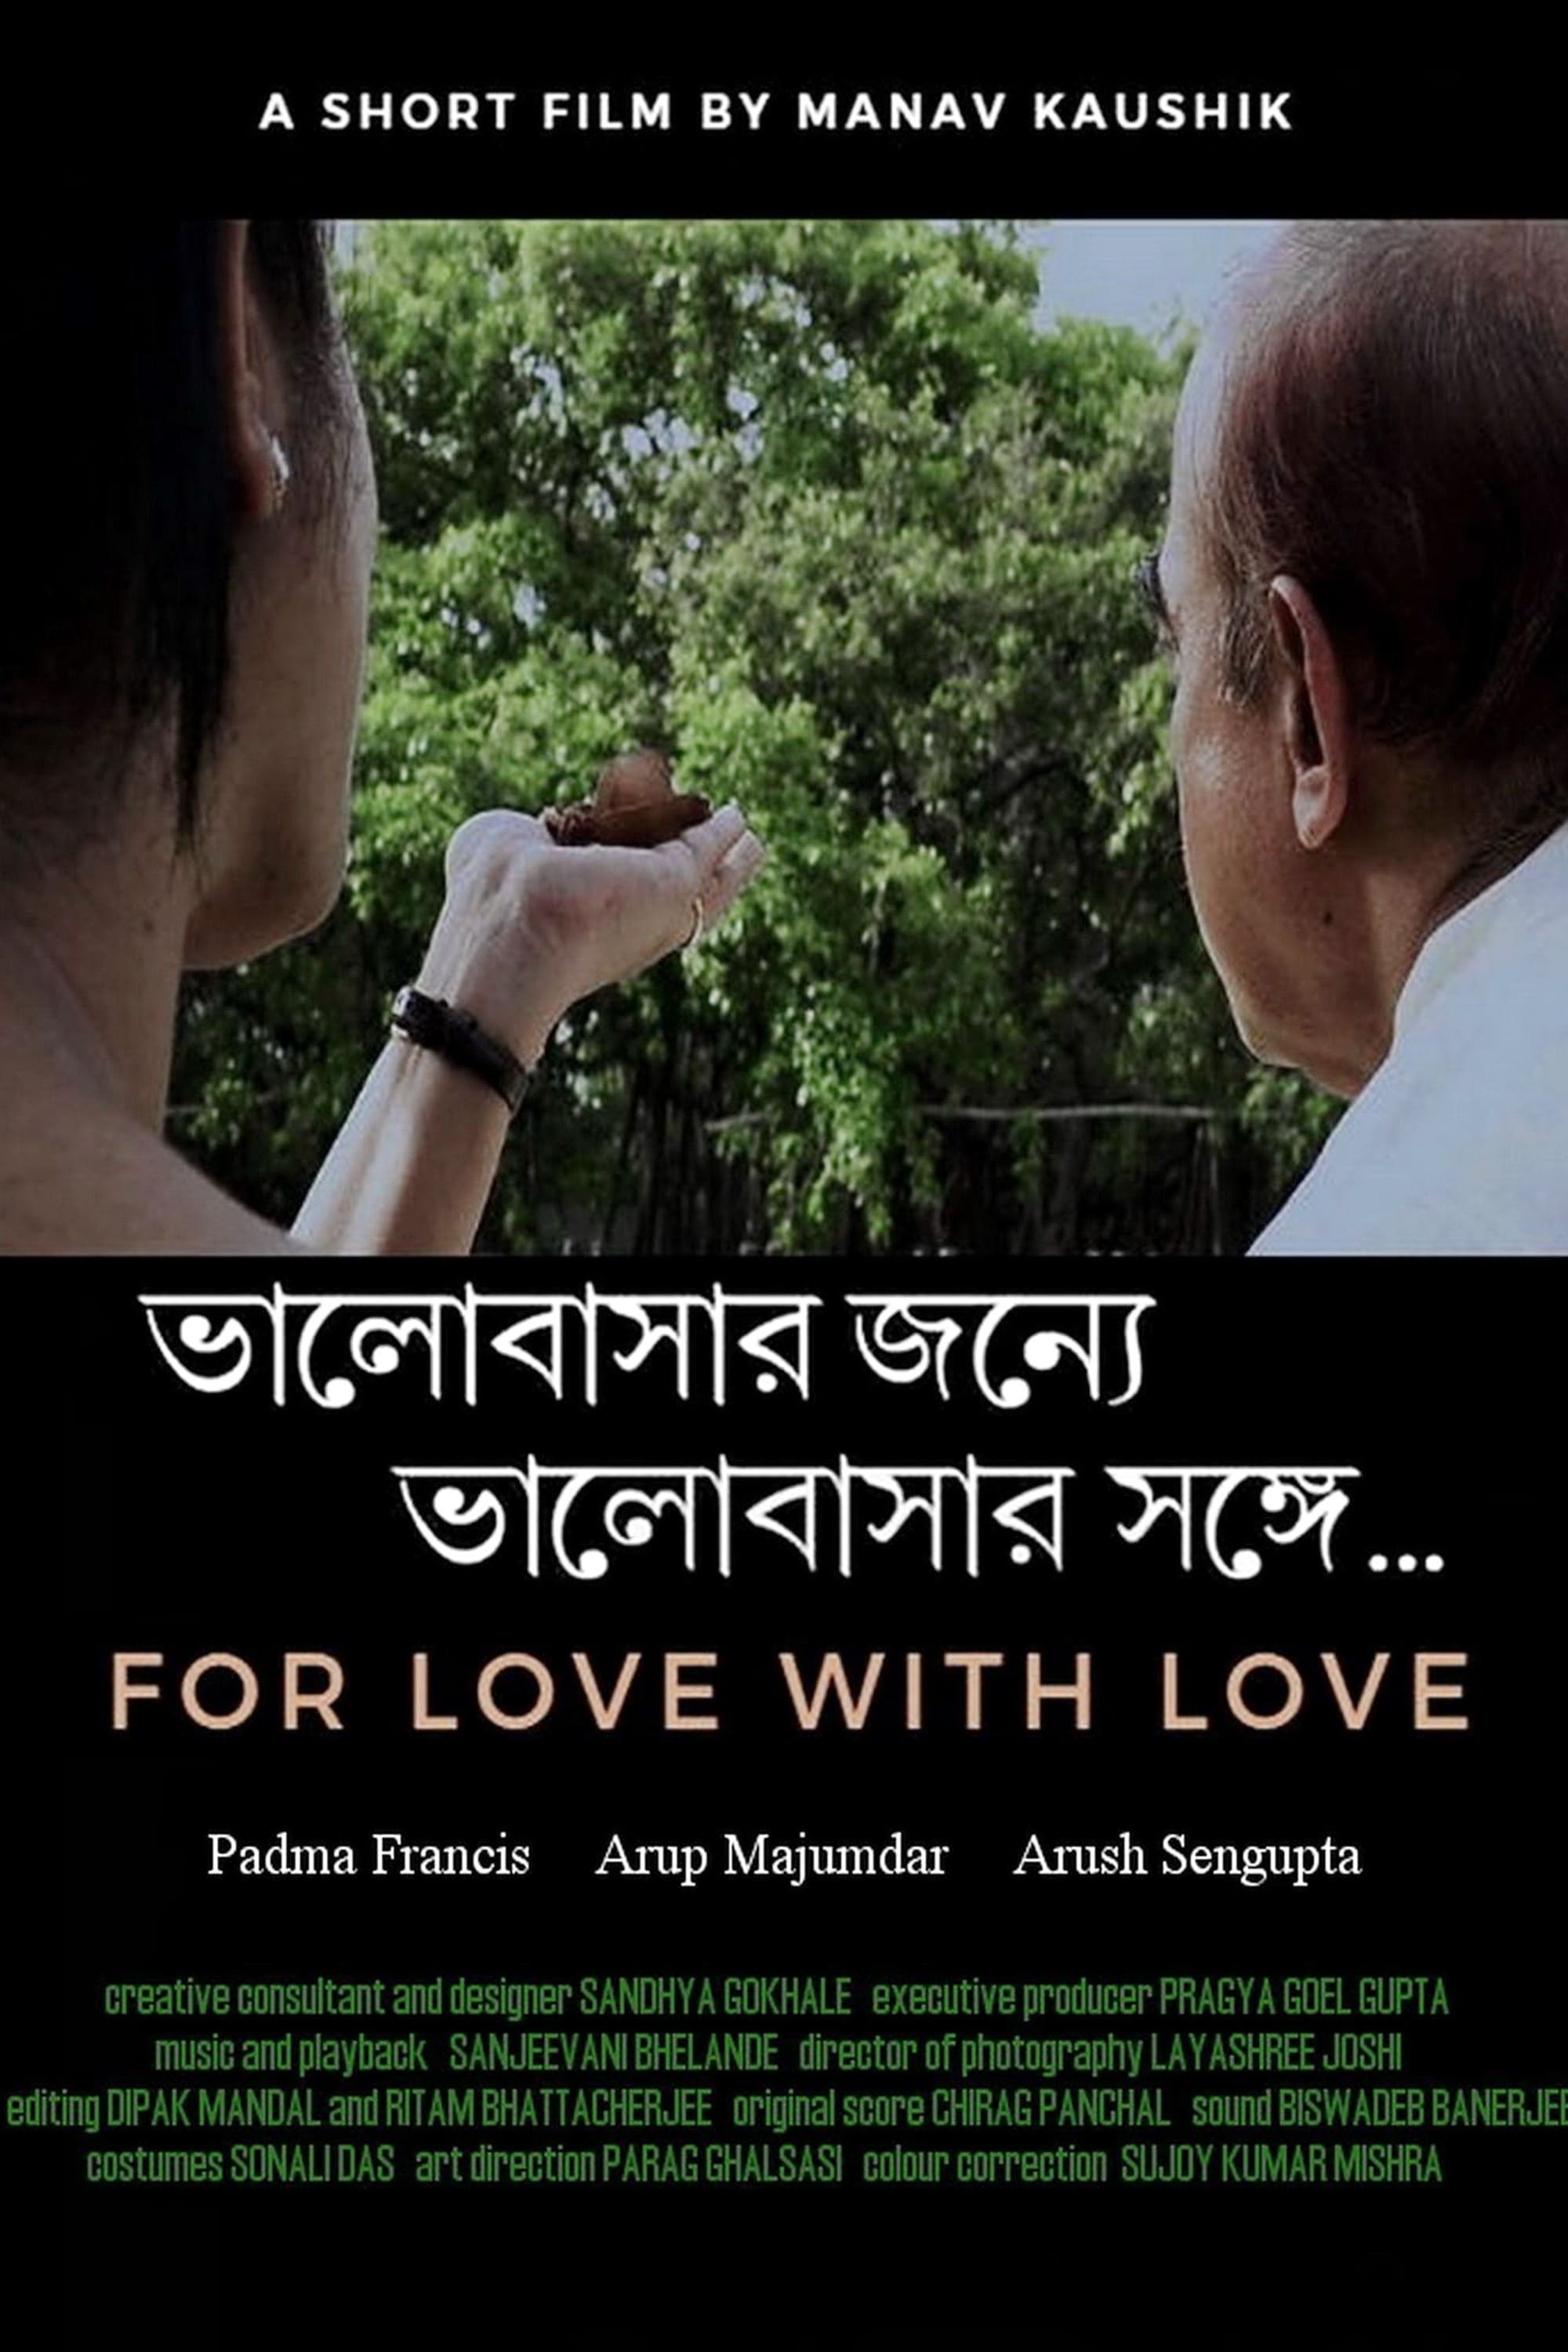 A SHORT FILM BY MANAV KAUSHIK
ভালোবাসার জন্যে
ভালোবাসার সঙ্গে...
FOR LOVE WITH LOVE
Padma Francis Arup Majumdar Arush Sengupta
creative consultant and designer SANDHYA GOKHALE executive producer PRAGYA GOEL GUPTA
music and playback SANJEEVANI BHELANDE director of photography LAYASHREE JOSHI
editing DIPAK MANDAL and RITAM BHATTACHERJEE original score CHIRAG PANCHAL sound BISWADEB BANERJEE
costumes SONALI DAS art direction PARAG GHALSASI colour correction SUJOY KUMAR MISHRA